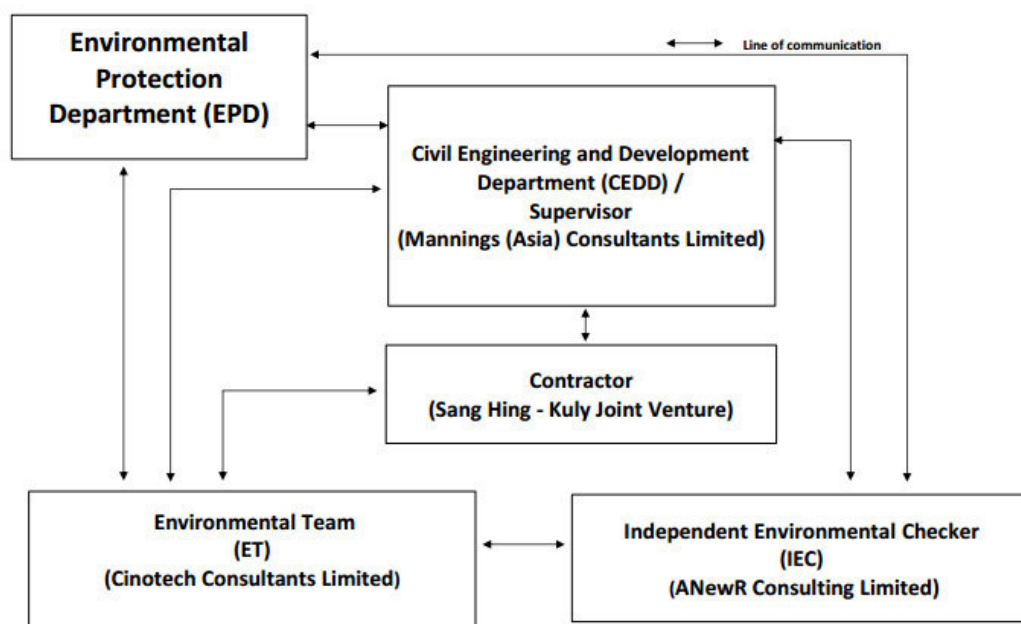 Environmental
Protection
Department (EPD)
Line of communication
Civil Engineering and Development
Department (CEDD) /
Supervisor
(Mannings (Asia) Consultants Limited)
Contractor
(Sang Hing - Kuly Joint Venture)
Environmental Team
(ET)
(Cinotech Consultants Limited)
Independent Environmental Checker
(IEC)
(ANewR Consulting Limited)